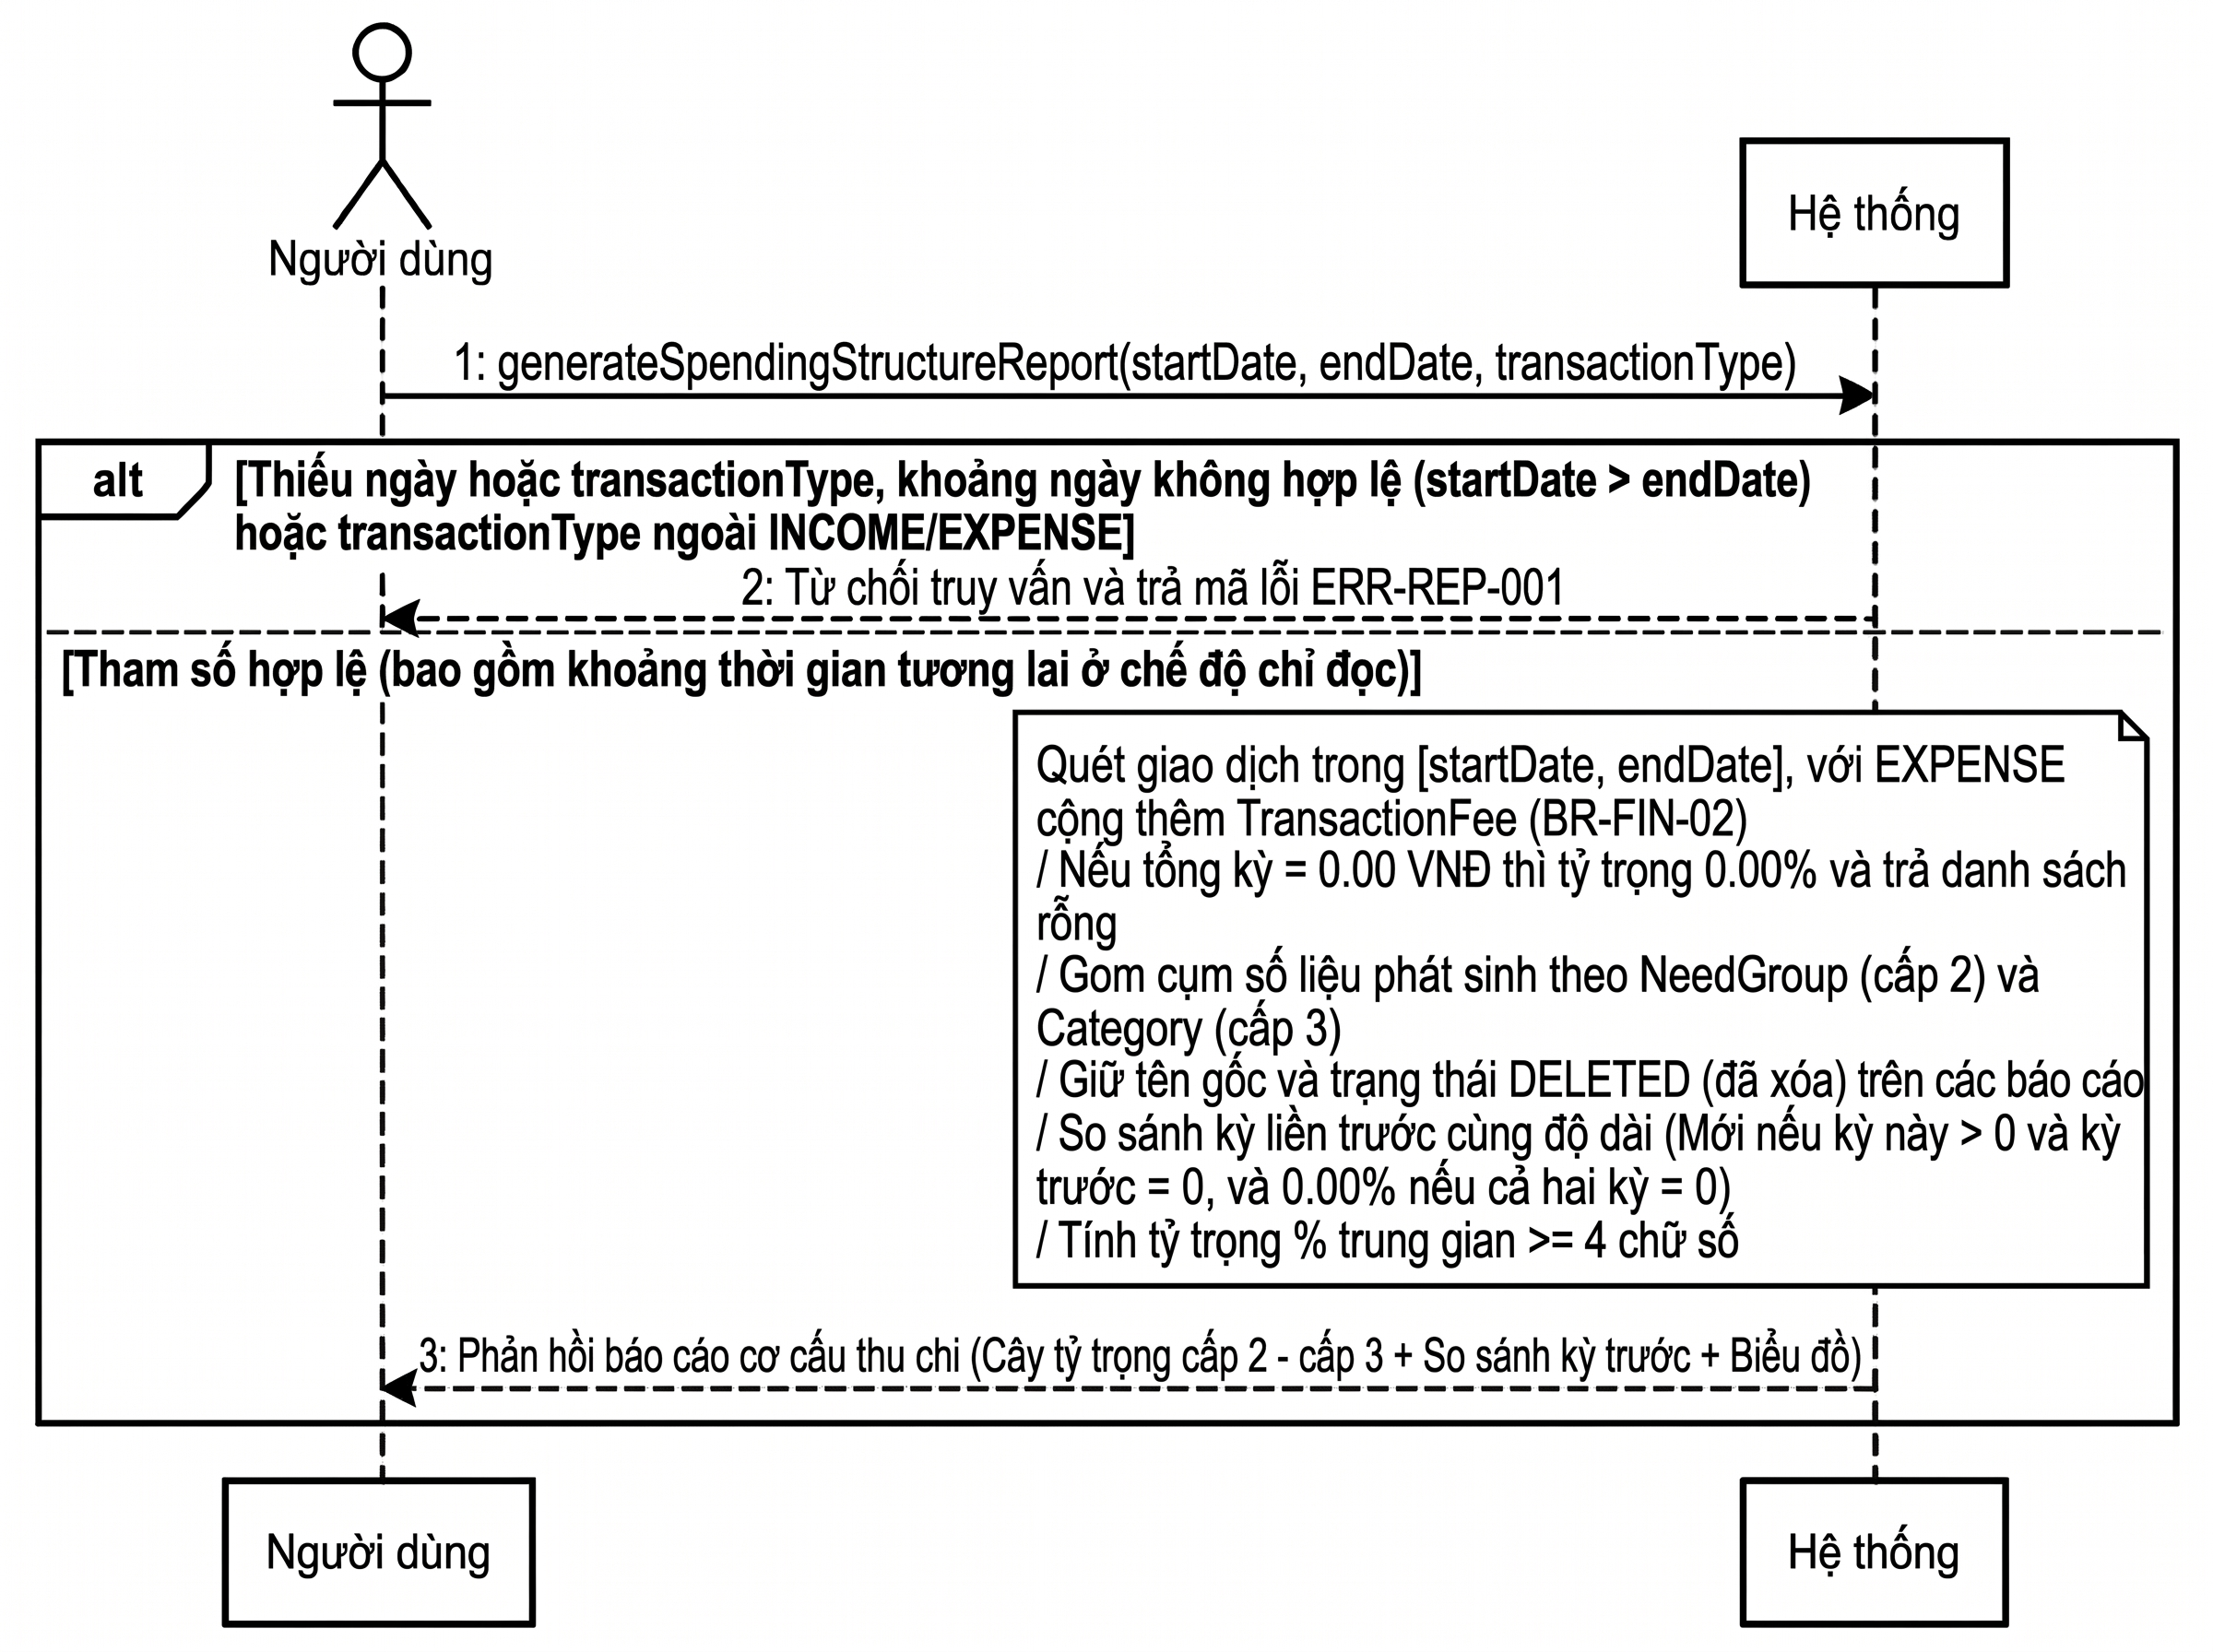 Người dùng
Hệ thống
1: generateSpendingStructureReport(startDate, endDate, transactionType)
alt
[Thiếu ngày hoặc transactionType, khoảng ngày không hợp lệ (startDate > endDate)
hoặc transactionType ngoài INCOME/EXPENSE]
2: Từ chối truy vấn và trả mã lỗi ERR-REP-001
[Tham số hợp lệ (bao gồm khoảng thời gian tương lai ở chế độ chỉ đọc)]
Quét giao dịch trong [startDate, endDate], với EXPENSE
cộng thêm TransactionFee (BR-FIN-02)
/ Nếu tổng kỳ = 0.00 VNĐ thì tỷ trọng 0.00% và trả danh sách
rỗng
/ Gom cụm số liệu phát sinh theo NeedGroup (cấp 2) và
Category (cấp 3)
/ Giữ tên gốc và trạng thái DELETED (đã xóa) trên các báo cáo
/ So sánh kỳ liền trước cùng độ dài (Mới nếu kỳ này > 0 và kỳ
trước = 0, và 0.00% nếu cả hai kỳ = 0)
/ Tính tỷ trọng % trung gian >= 4 chữ số
3: Phản hồi báo cáo cơ cấu thu chi (Cây tỷ trọng cấp 2 - cấp 3 + So sánh kỳ trước + Biểu đồ)
Người dùng
Hệ thống